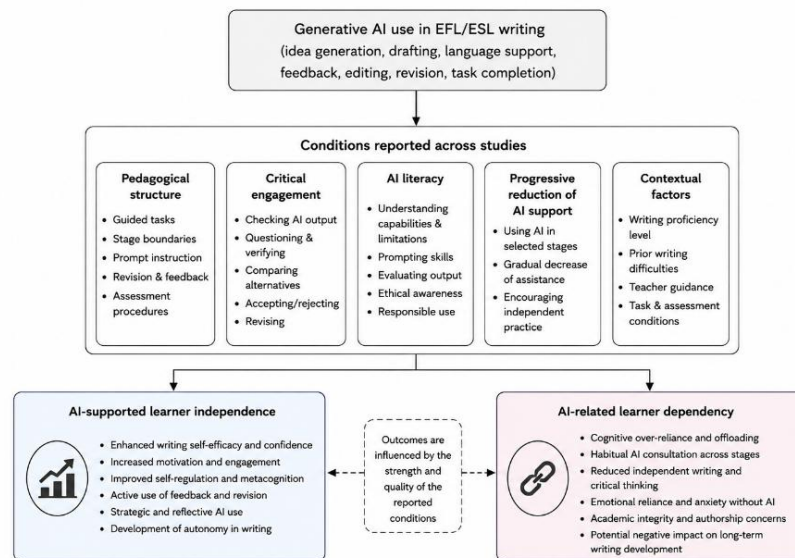 Generative AI use in EFL/ESL writing
(idea generation, drafting, language support,
feedback, editing, revision, task completion)
Conditions reported across studies
Pedagogical
structure
• Guided tasks
• Stage boundaries
• Prompt instruction
• Revision & feedback
• Assessment
procedures
Critical
engagement
• Checking AI output
• Questioning &
verifying
• Comparing
alternatives
• Accepting/rejecting
• Revising
AI literacy
• Understanding
capabilities &
limitations
• Prompting skills
• Evaluating output
• Ethical awareness
• Responsible use
Progressive
reduction of
AI support
• Using AI in
selected stages
• Gradual decrease
of assistance
• Encouraging
independent
practice
Contextual
factors
• Writing proficiency
level
• Prior writing
difficulties
• Teacher guidance
• Task & assessment
conditions
AI-supported learner independence
• Enhanced writing self-efficacy and confidence
• Increased motivation and engagement
• Improved self-regulation and metacognition
• Active use of feedback and revision
• Strategic and reflective AI use
• Development of autonomy in writing
Outcomes are
influenced by the
strength and
quality of the
reported
conditions
AI-related learner dependency
• Cognitive over-reliance and offloading
• Habitual AI consultation across stages
• Reduced independent writing and
critical thinking
• Emotional reliance and anxiety without AI
• Academic integrity and authorship concerns
• Potential negative impact on long-term
writing development